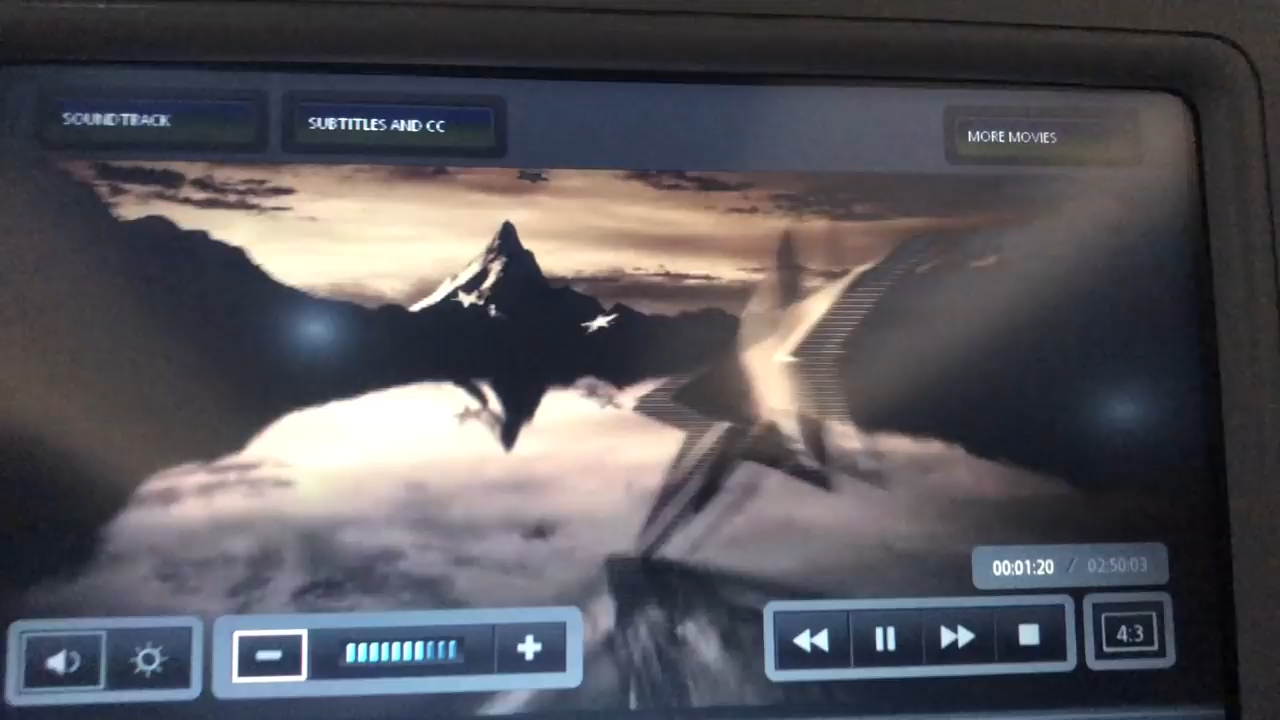 SOUNDTRACK
SUBTITLES AND CC
MORE MOVIES
00:01:20 / 02:50:03
4:3